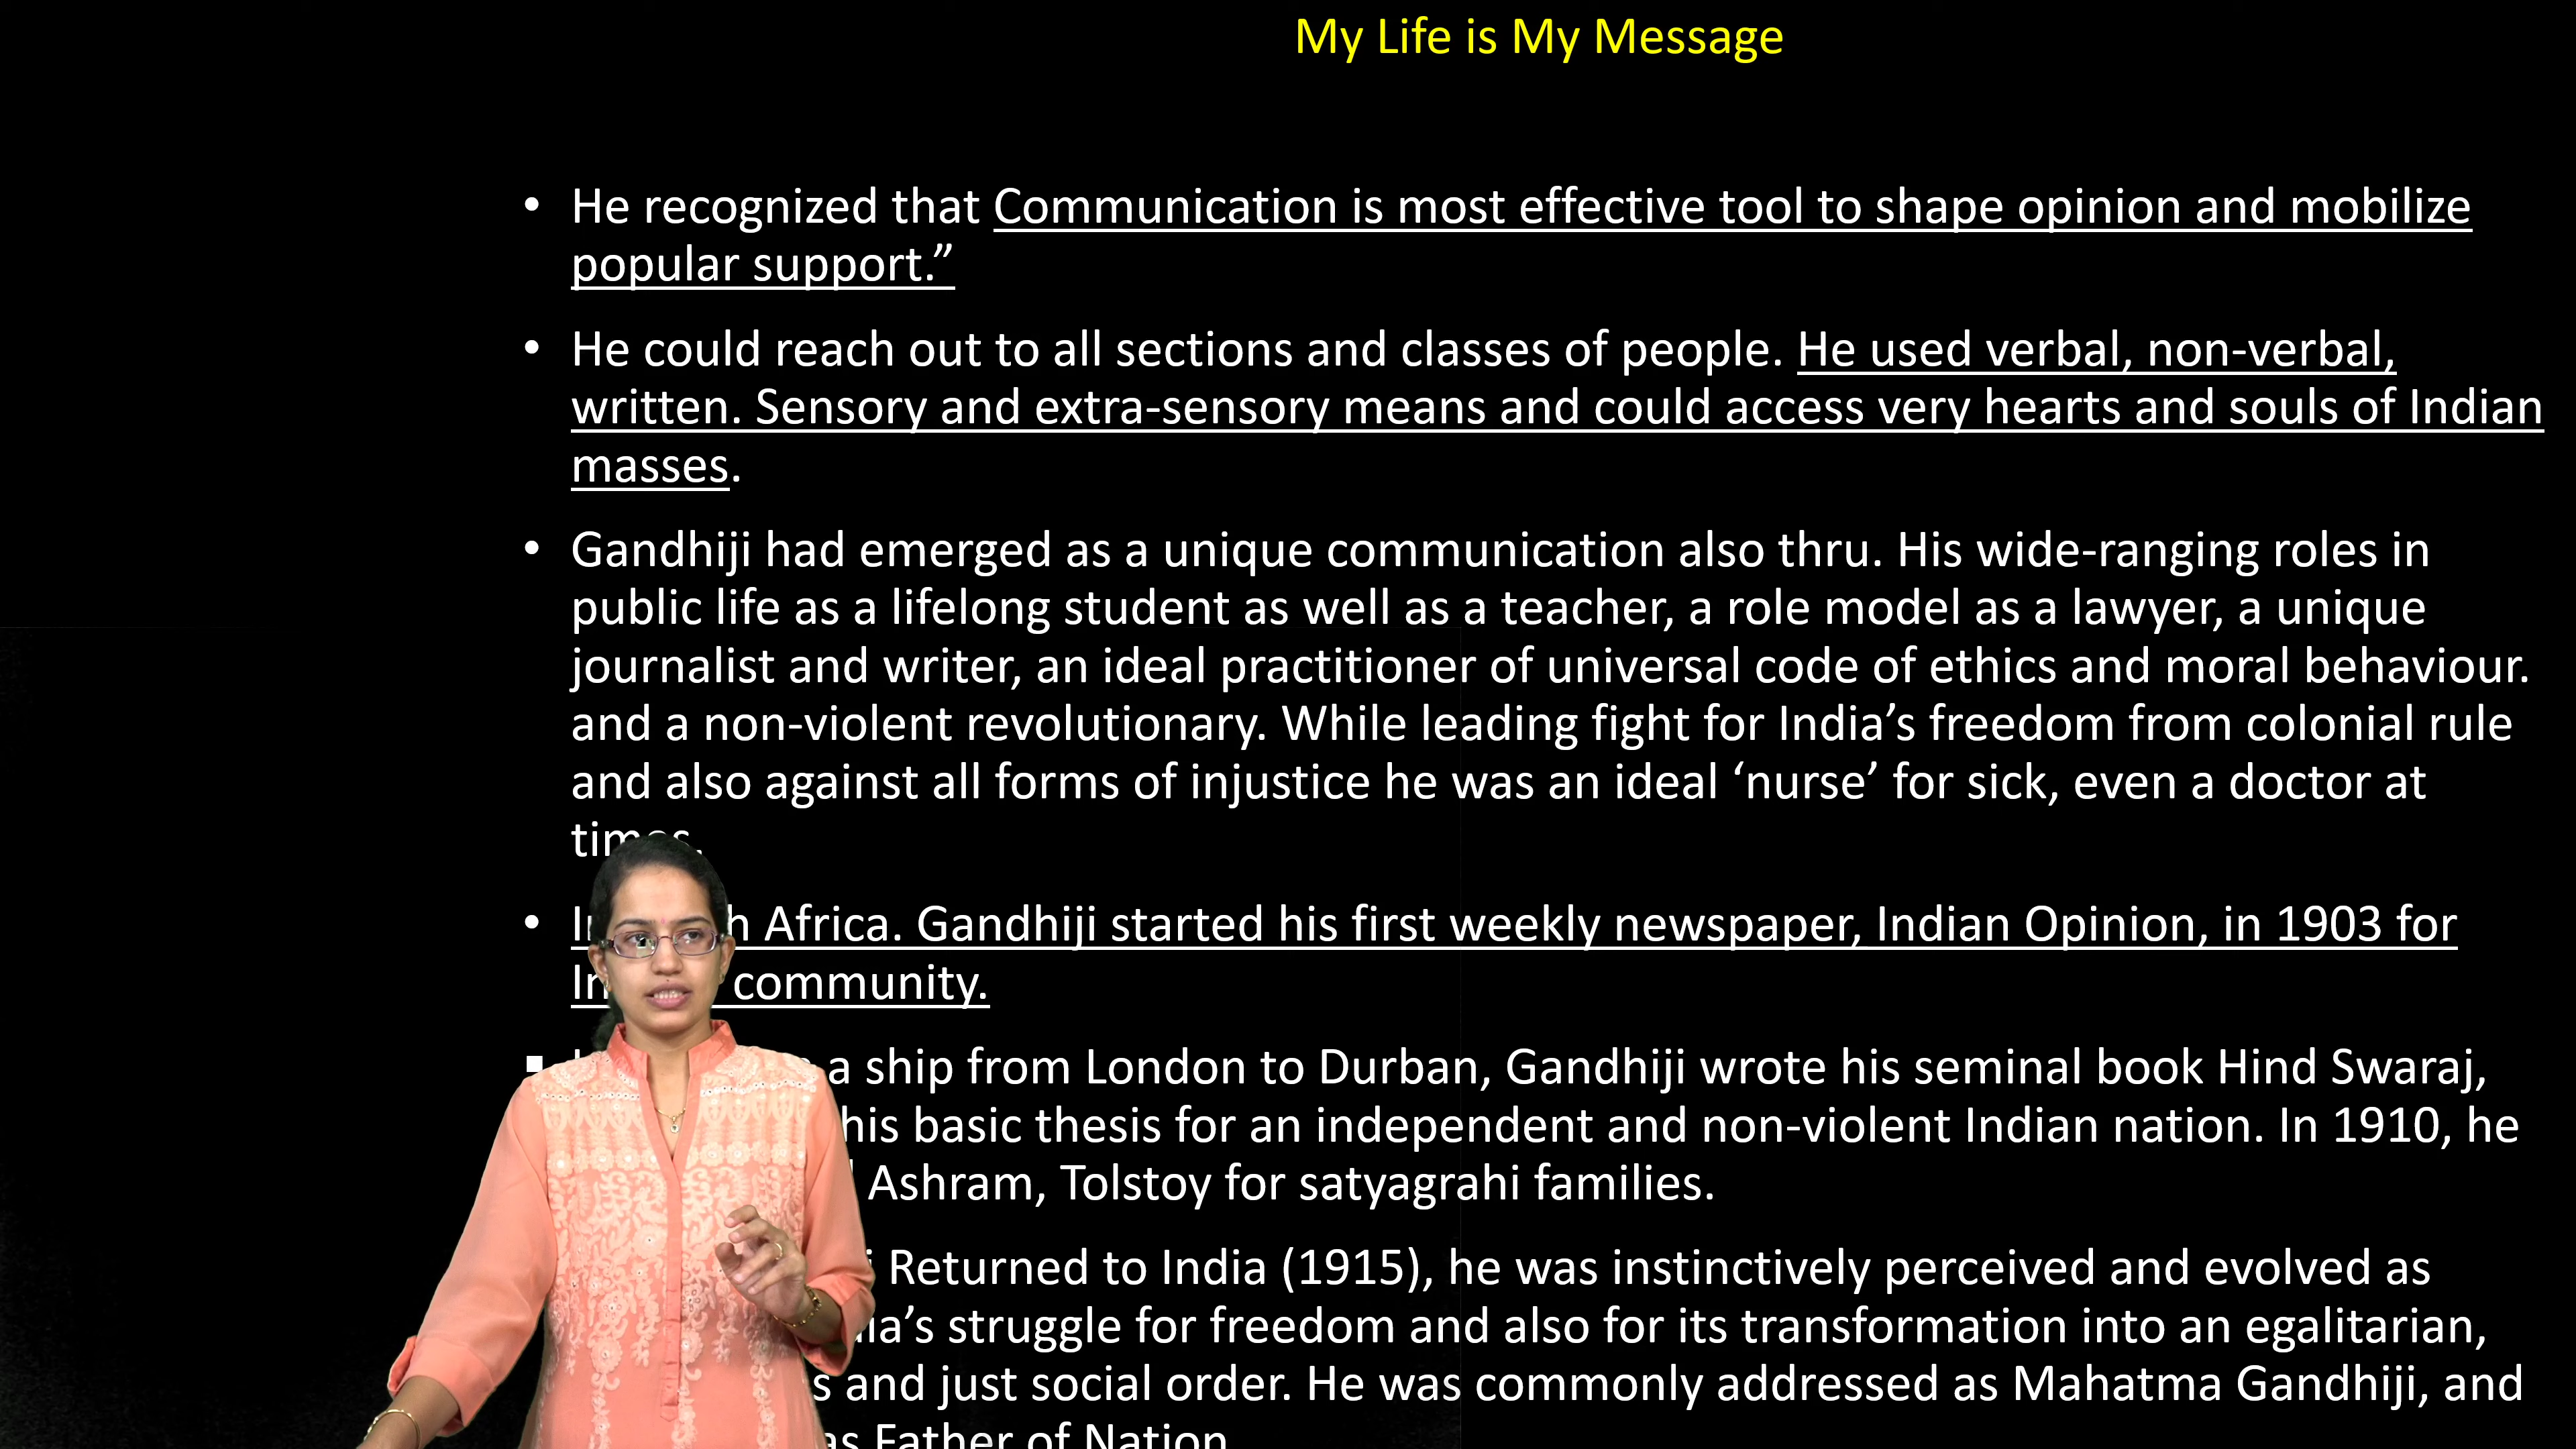 My Life is My Message
• He recognized that Communication is most effective tool to shape opinion and mobilize
popular support.”
• He could reach out to all sections and classes of people. He used verbal, non-verbal,
written. Sensory and extra-sensory means and could access very hearts and souls of Indian
masses.
• Gandhiji had emerged as a unique communication also thru. His wide-ranging roles in
public life as a lifelong student as well as a teacher, a role model as a lawyer, a unique
journalist and writer, an ideal practitioner of universal code of ethics and moral behaviour.
and a non-violent revolutionary. While leading fight for India’s freedom from colonial rule
and also against all forms of injustice he was an ideal ‘nurse’ for sick, even a doctor at
times.
• Africa. Gandhiji started his first weekly newspaper, Indian Opinion, in 1903 for
community.
▪ a ship from London to Durban, Gandhiji wrote his seminal book Hind Swaraj,
his basic thesis for an independent and non-violent Indian nation. In 1910, he
Ashram, Tolstoy for satyagrahi families.
Returned to India (1915), he was instinctively perceived and evolved as
struggle for freedom and also for its transformation into an egalitarian,
and just social order. He was commonly addressed as Mahatma Gandhiji, and
as Father of Nation